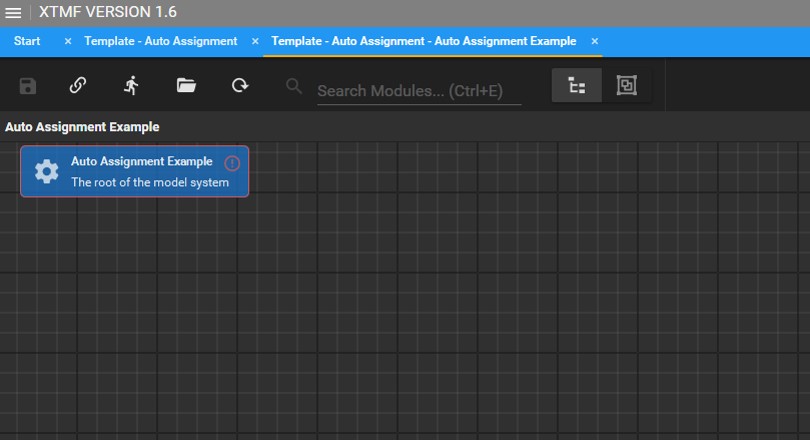 XTMF VERSION 1.6
Start × Template - Auto Assignment × Template - Auto Assignment - Auto Assignment Example ×
Search Modules... (Ctrl+E)
Auto Assignment Example
Auto Assignment Example
The root of the model system